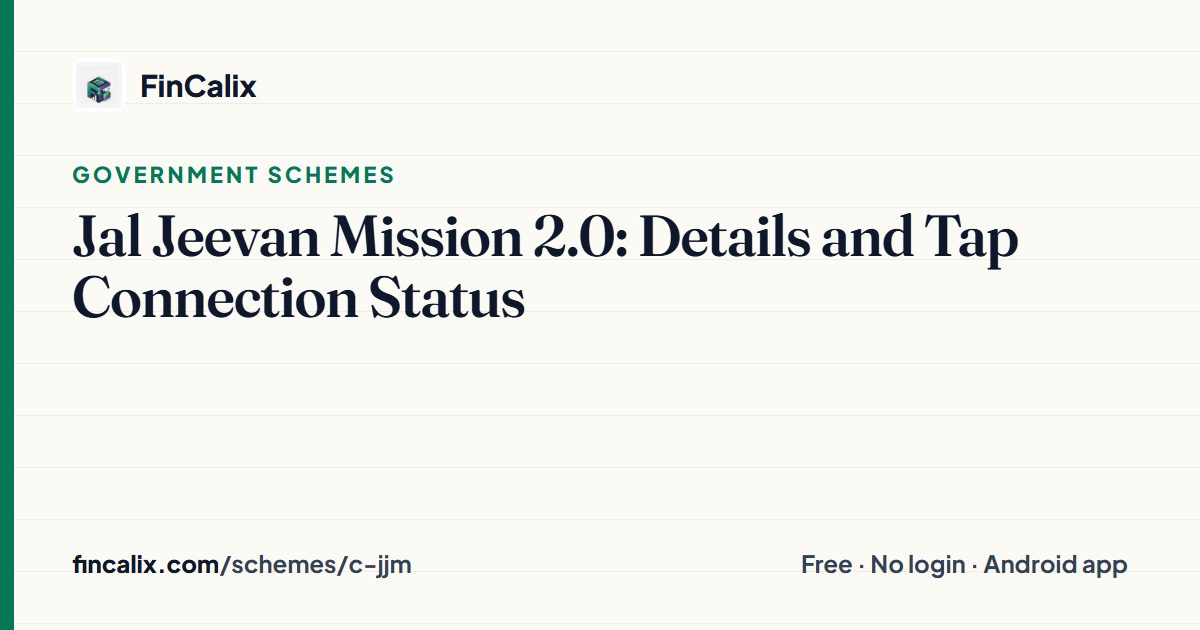 FinCalix
GOVERNMENT SCHEMES
Jal Jeevan Mission 2.0: Details and Tap
Connection Status
fincalix.com/schemes/c-jjm
Free · No login · Android app